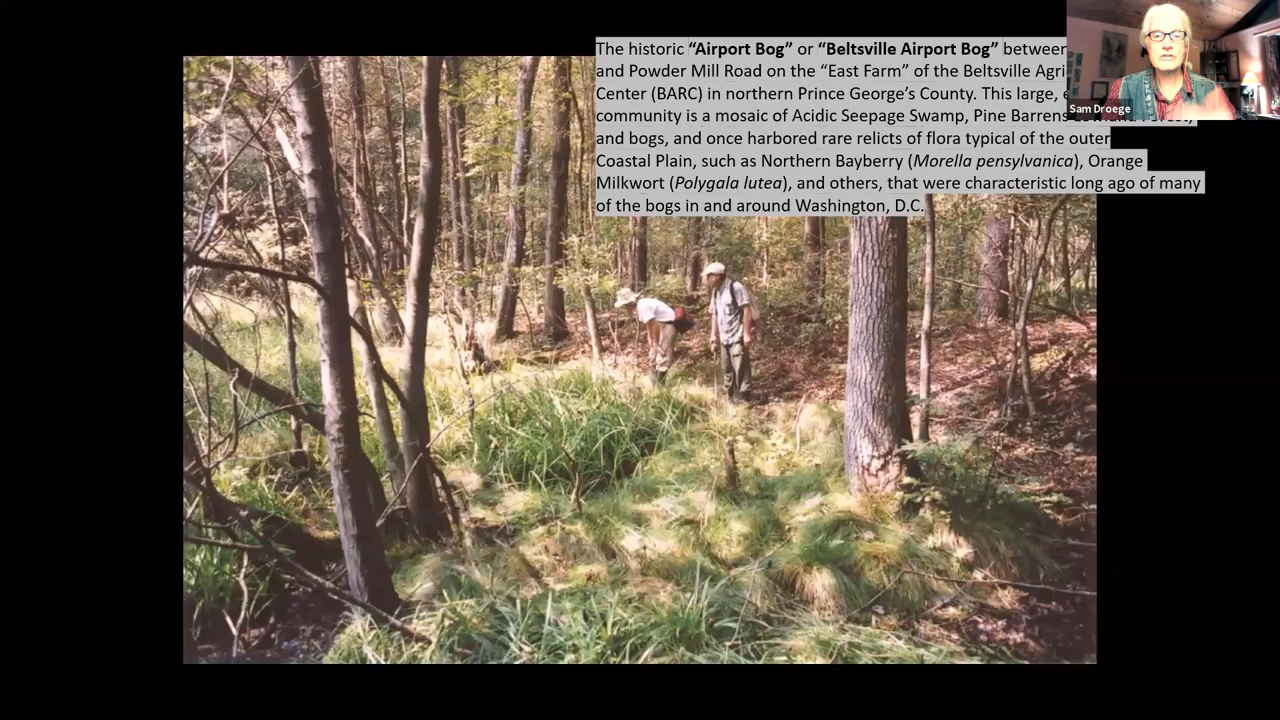 The historic “Airport Bog” or “Beltsville Airport Bog” between
and Powder Mill Road on the “East Farm” of the Beltsville
Center (BARC) in northern Prince George’s County. This large,
community is a mosaic of Acidic Seepage Swamp, Pine Barrens
and bogs, and once harbored rare relicts of flora typical of the outer
Coastal Plain, such as Northern Bayberry (Morella pensylvanica), Orange
Milkwort (Polygala lutea), and others, that were characteristic long ago of many
of the bogs in and around Washington, D.C.
Sam Droege